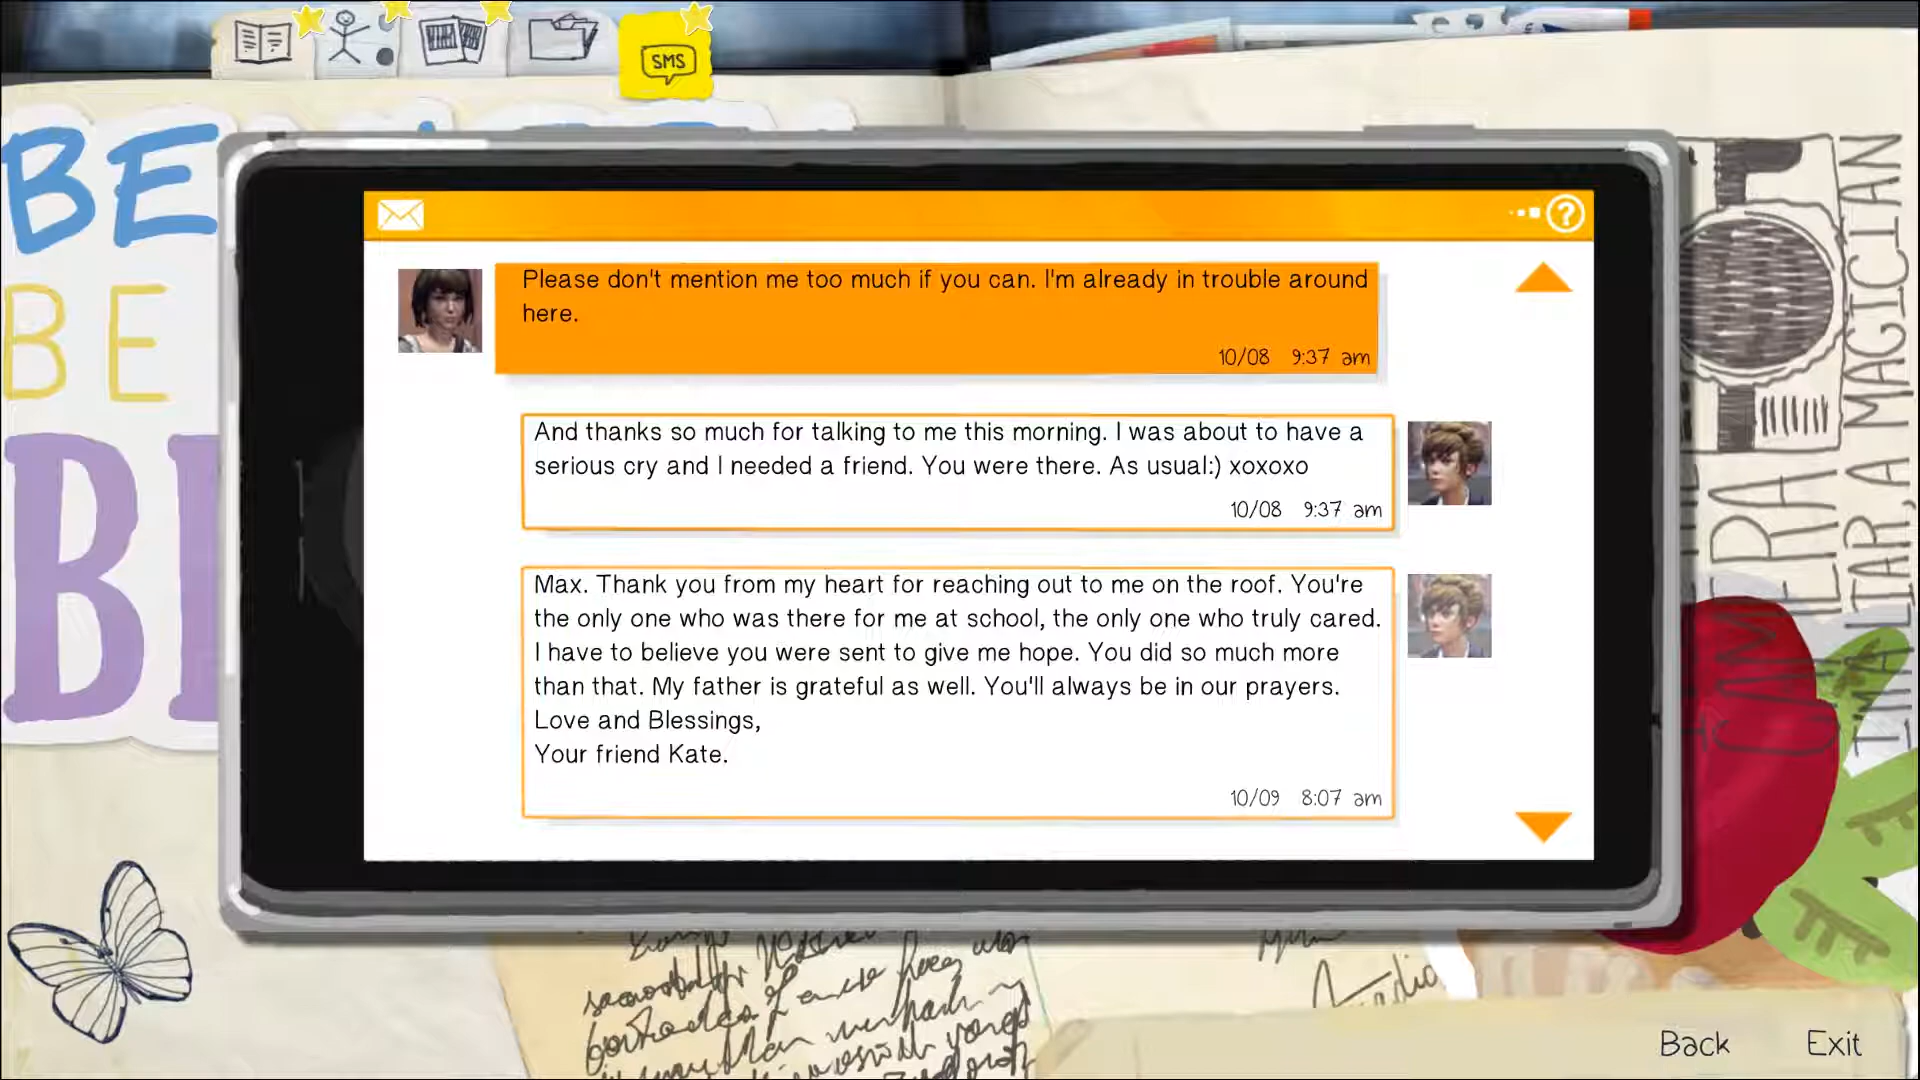 SMS
BE
BE
Please don't mention me too much if you can. I'm already in trouble around
here.
10/08 9:37 am
And thanks so much for talking to me this morning. I was about to have a
serious cry and I needed a friend. You were there. As usual:) xoxoxo
10/08 9:37 am
Max. Thank you from my heart for reaching out to me on the roof. You're
the only one who was there for me at school, the only one who truly cared.
I have to believe you were sent to give me hope. You did so much more
than that. My father is grateful as well. You'll always be in our prayers.
Love and Blessings,
Your friend Kate.
10/09 8:07 am
LIAR, A MAGICIAN
Back Exit